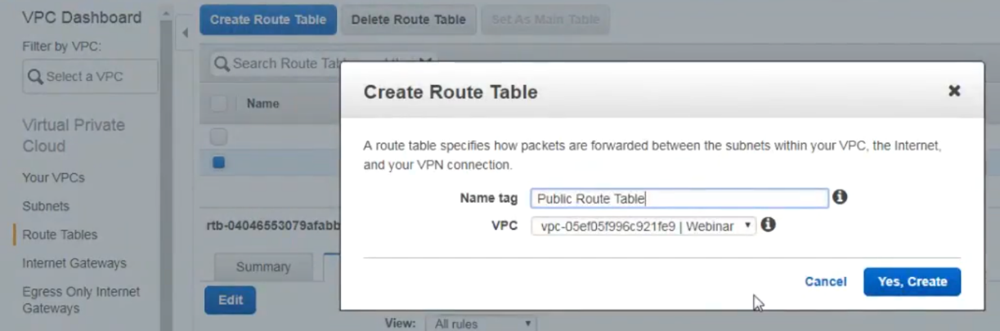 VPC Dashboard
Filter by VPC:
Select a VPC
Virtual Private
Cloud
Your VPCs
Subnets
Route Tables
Internet Gateways
Egress Only Internet
Gateways
Create Route Table
Delete Route Table
Set As Main Table
Search Route Tab
Name
rtb-04046553079afabb
Summary
Edit
View:
All rules
Create Route Table
A route table specifies how packets are forwarded between the subnets within your VPC, the Internet,
and your VPN connection.
Name tag
Public Route Table
VPC
vpc-05ef05f996c921fe9 | Webinar
Cancel
Yes, Create